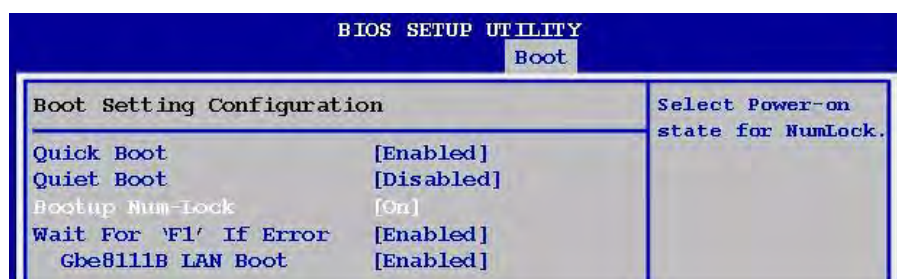 BIOS SETUP UTILITY
Boot
Boot Setting Configuration
Quick Boot [Enabled]
Quiet Boot [Disabled]
Bootup Num-Lock [On]
Wait For 'F1' If Error [Enabled]
Gbe8111B LAN Boot [Enabled]
Select Power-on
state for NumLock.